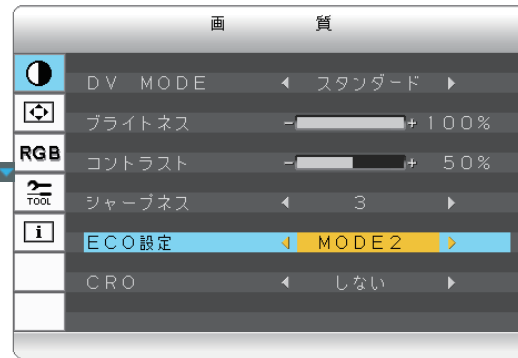 画 質
DV MODE スタンダード
ブライトネス -+ 100%
RGB
コントラスト -+ 50%
TOOL
シャープネス 3
i
ECO設定 MODE2
CRO しない